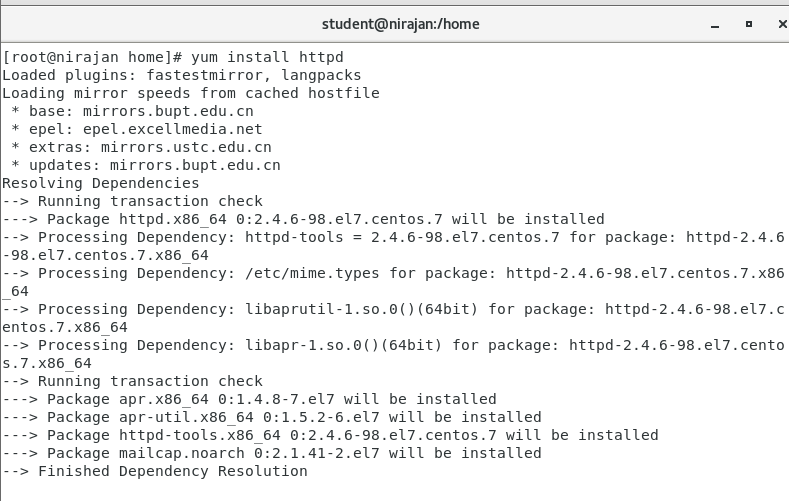 student@nirajan:/home
[root@nirajan home]# yum install httpd
Loaded plugins: fastestmirror, langpacks
Loading mirror speeds from cached hostfile
 * base: mirrors.bupt.edu.cn
 * epel: epel.excellmedia.net
 * extras: mirrors.ustc.edu.cn
 * updates: mirrors.bupt.edu.cn
Resolving Dependencies
--> Running transaction check
---> Package httpd.x86_64 0:2.4.6-98.el7.centos.7 will be installed
--> Processing Dependency: httpd-tools = 2.4.6-98.el7.centos.7 for package: httpd-2.4.6
-98.el7.centos.7.x86_64
--> Processing Dependency: /etc/mime.types for package: httpd-2.4.6-98.el7.centos.7.x86
_64
--> Processing Dependency: libaprutil-1.so.0()(64bit) for package: httpd-2.4.6-98.el7.c
entos.7.x86_64
--> Processing Dependency: libapr-1.so.0()(64bit) for package: httpd-2.4.6-98.el7.cento
s.7.x86_64
--> Running transaction check
---> Package apr.x86_64 0:1.4.8-7.el7 will be installed
---> Package apr-util.x86_64 0:1.5.2-6.el7 will be installed
---> Package httpd-tools.x86_64 0:2.4.6-98.el7.centos.7 will be installed
---> Package mailcap.noarch 0:2.1.41-2.el7 will be installed
--> Finished Dependency Resolution